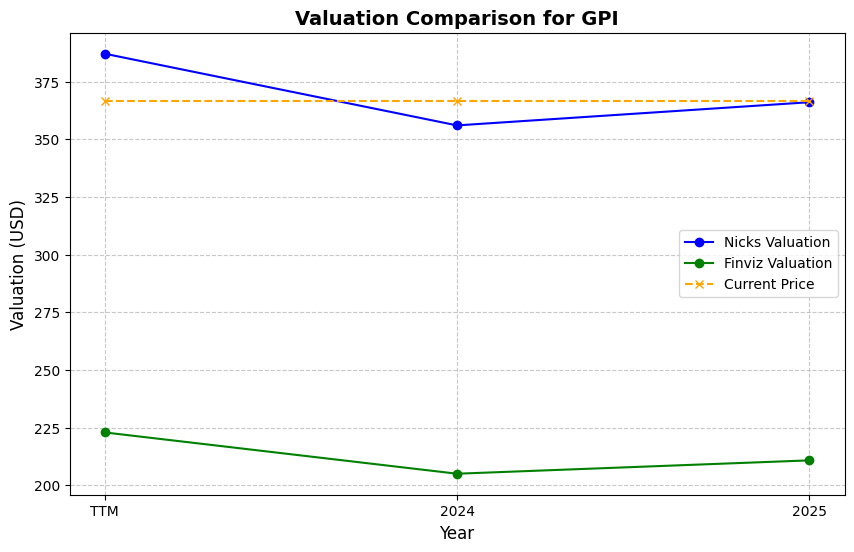 Valuation Comparison for GPI
Valuation (USD)
375
350
325
300
275
250
225
200
Nicks Valuation
Finviz Valuation
Current Price
TTM 2024 2025
Year